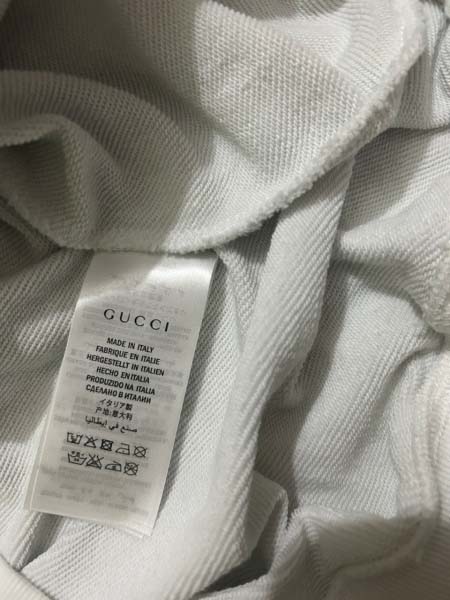 GUCCI
MADE IN ITALY
FABRIQUE EN ITALIE
HERGESTELLT IN ITALIEN
HECHO EN ITALIA
PRODUZIDO NA ITALIA
СДЕЛАНО В ИТАЛИИ
イタリア製
产地:意大利
صنع في إيطاليا